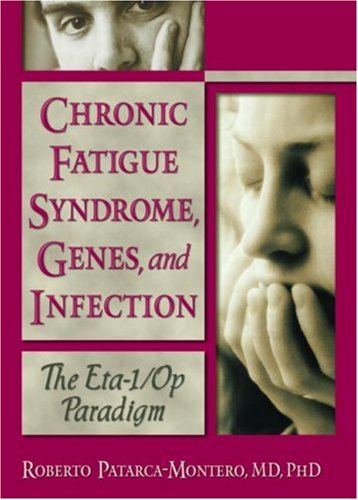 CHRONIC
FATIGUE
SYNDROME,
GENES, and
INFECTION
The Eta-1/Op
Paradigm
ROBERTO PATARCA-MONTERO, MD, PHD